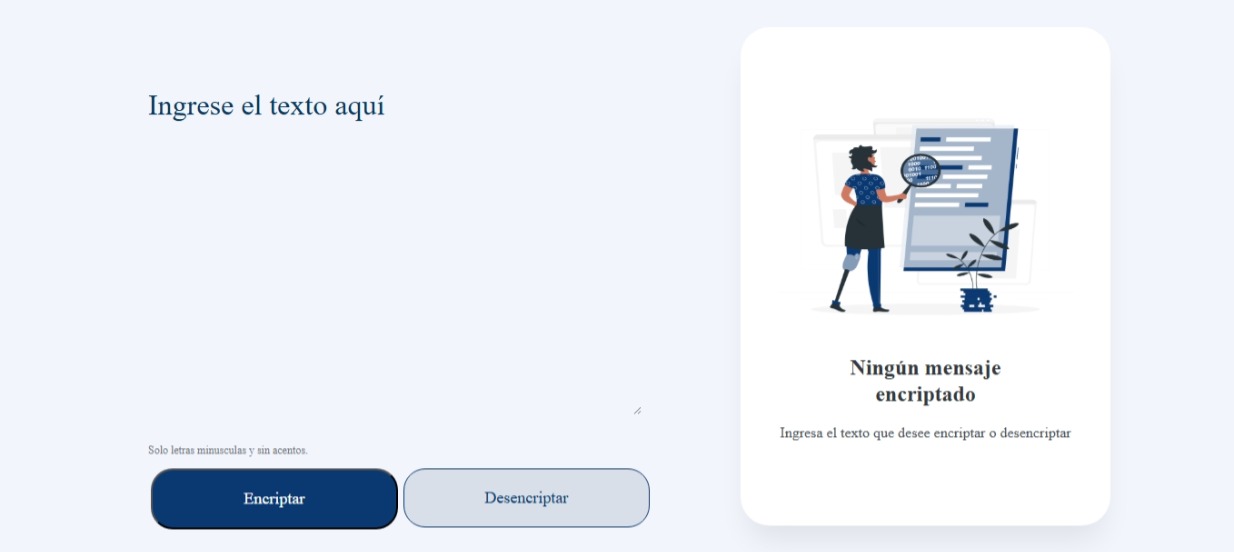 Ingrese el texto aquí
Solo letras minusculas y sin acentos.
Encriptar
Desencriptar
Ningún mensaje
encriptado
Ingresa el texto que desee encriptar o desencriptar